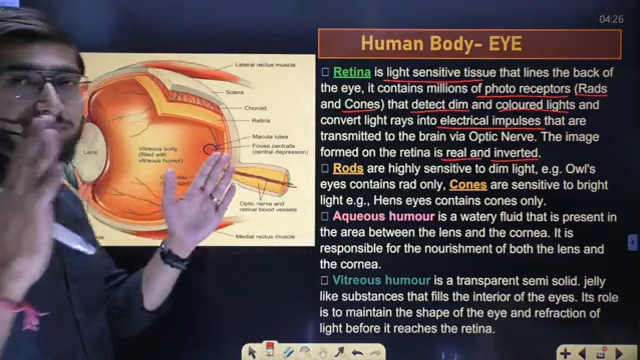 04:26
Human Body- EYE
Retina is light sensitive tissue that lines the back of
the eye, it contains millions of photo receptors (Rads
and Cones) that detect dim and coloured lights and
convert light rays into electrical impulses that are
transmitted to the brain via Optic Nerve. The image
formed on the retina is real and inverted.
Rods are highly sensitive to dim light, e.g. Owl's
eyes contains rad only, Cones are sensitive to bright
light e.g., Hens eyes contains cones only.
Aqueous humour is a watery fluid that is present in
the area between the lens and the cornea. It is
responsible for the nourishment of both the lens and
the cornea.
Vitreous humour is a transparent semi solid. jelly
like substances that fills the interior of the eyes. Its role
is to maintain the shape of the eye and refraction of
light before it reaches the retina.
Lateral rectus muscle
Sclera
Choroid
Retina
Macula lutea
Fovea centralis
(central depression)
Lens
Vitreous body
(filled with
vitreous humor)
Optic nerve and
retinal blood vessels
Medial rectus muscle